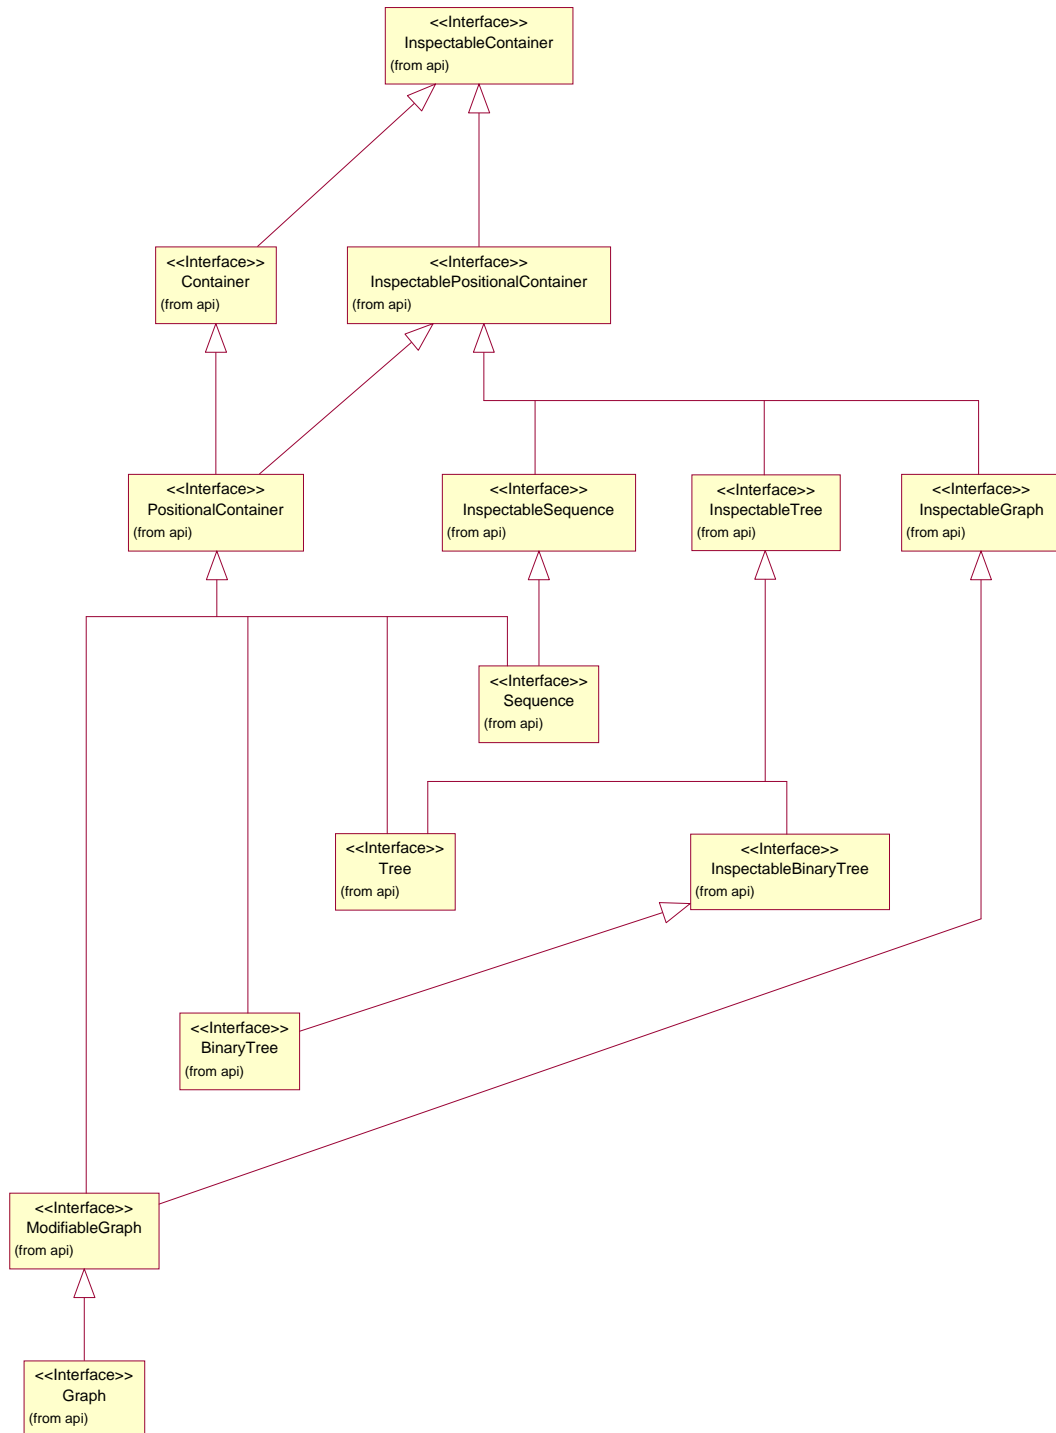 <<Interface>>
InspectableContainer
(from api)
<<Interface>>
Container
(from api)
<<Interface>>
InspectablePositionalContainer
(from api)
<<Interface>>
PositionalContainer
(from api)
<<Interface>>
InspectableSequence
(from api)
<<Interface>>
InspectableTree
(from api)
<<Interface>>
InspectableGraph
(from api)
<<Interface>>
Sequence
(from api)
<<Interface>>
Tree
(from api)
<<Interface>>
InspectableBinaryTree
(from api)
<<Interface>>
BinaryTree
(from api)
<<Interface>>
ModifiableGraph
(from api)
<<Interface>>
Graph
(from api)